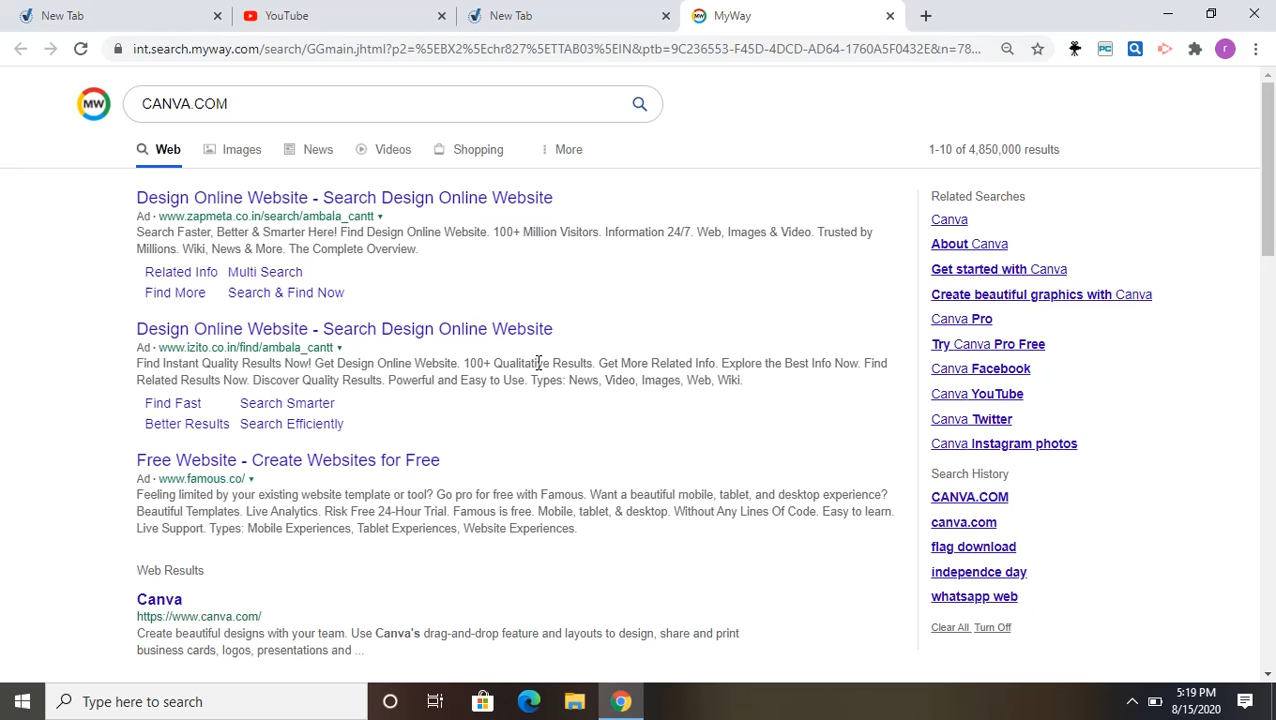 New Tab
YouTube
New Tab
MyWay
int.search.myway.com/search/GGmain.jhtml?p2=%5EBX2%5Echr827%5ETTAB03%5EIN&ptb=9C236553-F45D-4DCD-AD64-1760A5F0432E&n=78...
PC
r
MW
CANVA.COM
Web
Images
News
Videos
Shopping
More
1-10 of 4,850,000 results
Design Online Website - Search Design Online Website
Ad · www.zapmeta.co.in/search/ambala_cantt
Search Faster, Better & Smarter Here! Find Design Online Website. 100+ Million Visitors. Information 24/7. Web, Images & Video. Trusted by
Millions. Wiki, News & More. The Complete Overview.
Related Info Multi Search
Find More Search & Find Now
Design Online Website - Search Design Online Website
Ad · www.izito.co.in/find/ambala_cantt
Find Instant Quality Results Now! Get Design Online Website. 100+ Qualitative Results. Get More Related Info. Explore the Best Info Now. Find
Related Results Now. Discover Quality Results. Powerful and Easy to Use. Types: News, Video, Images, Web, Wiki.
Find Fast Search Smarter
Better Results Search Efficiently
Free Website - Create Websites for Free
Ad · www.famous.co/
Feeling limited by your existing website template or tool? Go pro for free with Famous. Want a beautiful mobile, tablet, and desktop experience?
Beautiful Templates. Live Analytics. Risk Free 24-Hour Trial. Famous is free. Mobile, tablet, & desktop. Without Any Lines Of Code. Easy to learn.
Live Support. Types: Mobile Experiences, Tablet Experiences, Website Experiences.
Web Results
Canva
https://www.canva.com/
Create beautiful designs with your team. Use Canva's drag-and-drop feature and layouts to design, share and print
business cards, logos, presentations and ...
Related Searches
Canva
About Canva
Get started with Canva
Create beautiful graphics with Canva
Canva Pro
Try Canva Pro Free
Canva Facebook
Canva YouTube
Canva Twitter
Canva Instagram photos
Search History
CANVA.COM
canva.com
flag download
independce day
whatsapp web
Clear All Turn Off
Type here to search
5:19 PM
8/15/2020